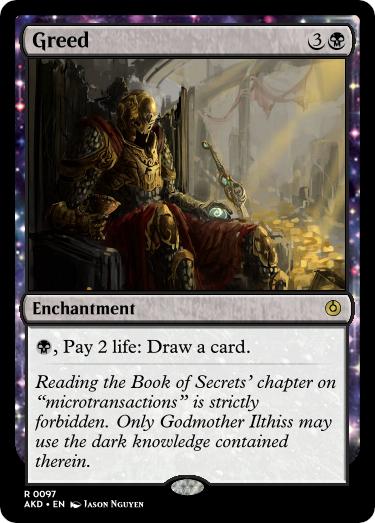 Greed 3
Enchantment
, Pay 2 life: Draw a card.
Reading the Book of Secrets’ chapter on
“microtransactions” is strictly
forbidden. Only Godmother Ilthiss may
use the dark knowledge contained
therein.
R 0097
AKD • EN Jason Nguyen